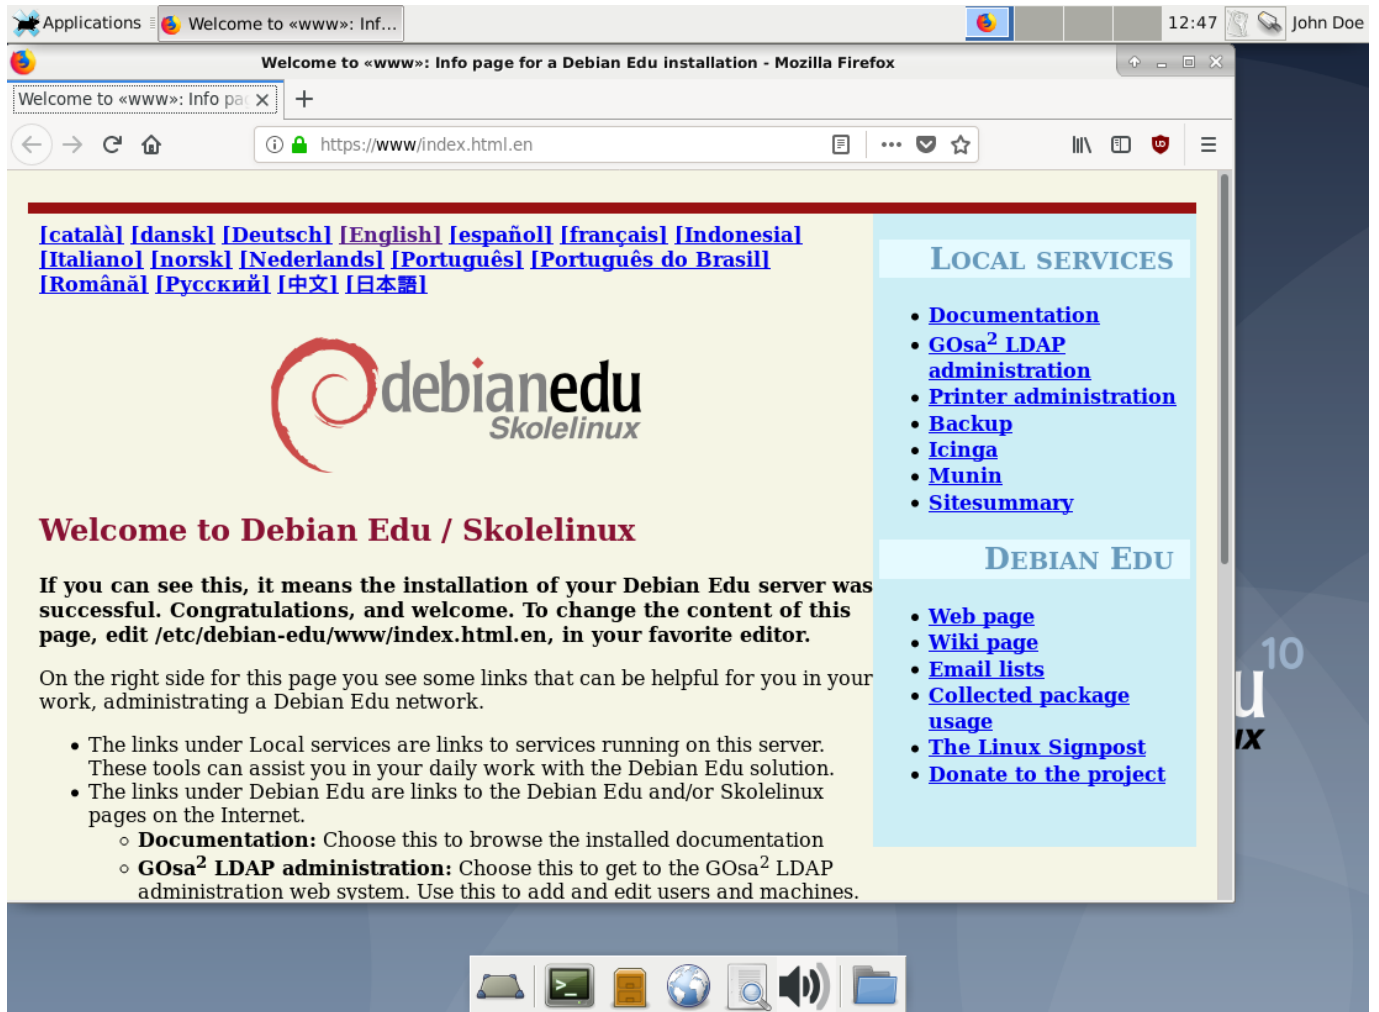 Applications
Welcome to «www»: Inf...
12:47
John Doe
Welcome to «www»: Info page for a Debian Edu installation - Mozilla Firefox
Welcome to «www»: Info pa
https://www/index.html.en
[català] [dansk] [Deutsch] [English] [español] [français] [Indonesia]
[Italiano] [norsk] [Nederlands] [Português] [Português do Brasil]
[Română] [Русский] [中文] [日本語]
debianedu
Skolelinux
Welcome to Debian Edu / Skolelinux
If you can see this, it means the installation of your Debian Edu server was
successful. Congratulations, and welcome. To change the content of this
page, edit /etc/debian-edu/www/index.html.en, in your favorite editor.
On the right side for this page you see some links that can be helpful for you in your
work, administrating a Debian Edu network.
• The links under Local services are links to services running on this server.
These tools can assist you in your daily work with the Debian Edu solution.
• The links under Debian Edu are links to the Debian Edu and/or Skolelinux
pages on the Internet.
◦ Documentation: Choose this to browse the installed documentation
◦ GOsa² LDAP administration: Choose this to get to the GOsa² LDAP
administration web system. Use this to add and edit users and machines.
Local services
• Documentation
• GOsa² LDAP
administration
• Printer administration
• Backup
• Icinga
• Munin
• Sitesummary
Debian Edu
• Web page
• Wiki page
• Email lists
• Collected package
usage
• The Linux Signpost
• Donate to the project
10
u
ux